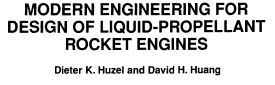 MODERN ENGINEERING FOR
DESIGN OF LIQUID-PROPELLANT
ROCKET ENGINES
Dieter K. Huzel and David H. Huang